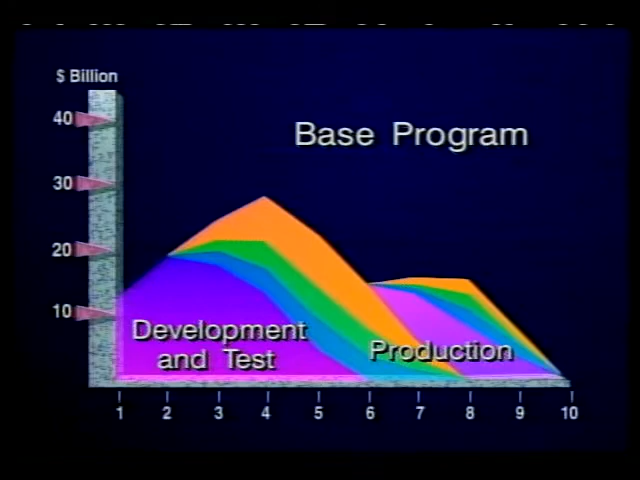 $ Billion
40
Base Program
30
20
10
Development
and Test
Production
1 2 3 4 5 6 7 8 9 10